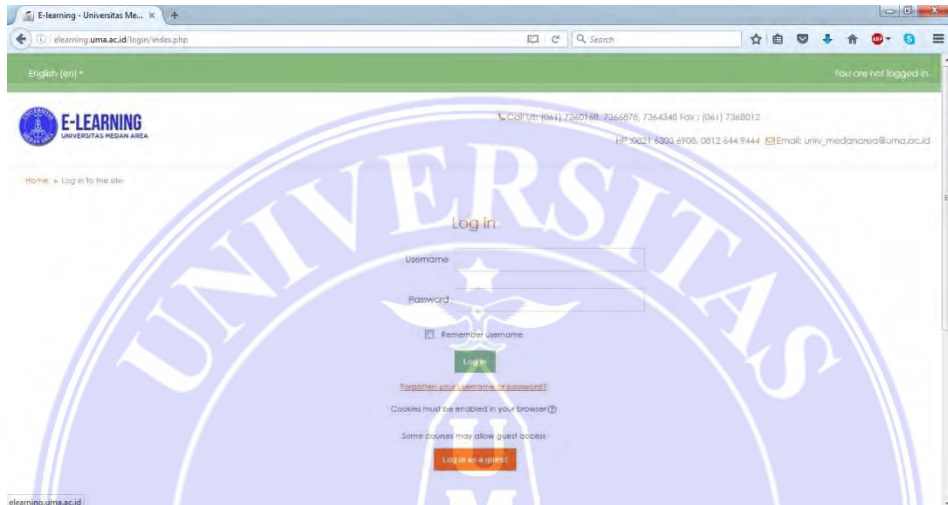 E-learning - Universitas Me...
elearning.uma.ac.id/login/index.php
Search
English (en)
You are not logged in.
E-LEARNING
UNIVERSITAS MEDAN AREA
Call Us: (061) 7360168, 7366878, 7364348 Fax : (061) 7368012
HP :0821 6303 6908, 0812 644 9444 Email: univ_medanarea@uma.ac.id
Home Log in to the site
Log in
Username
Password
Remember username
Log in
Forgotten your username or password?
Cookies must be enabled in your browser
Some courses may allow guest access
Log in as a guest
elearning.uma.ac.id
UNIVERSITAS
UMA